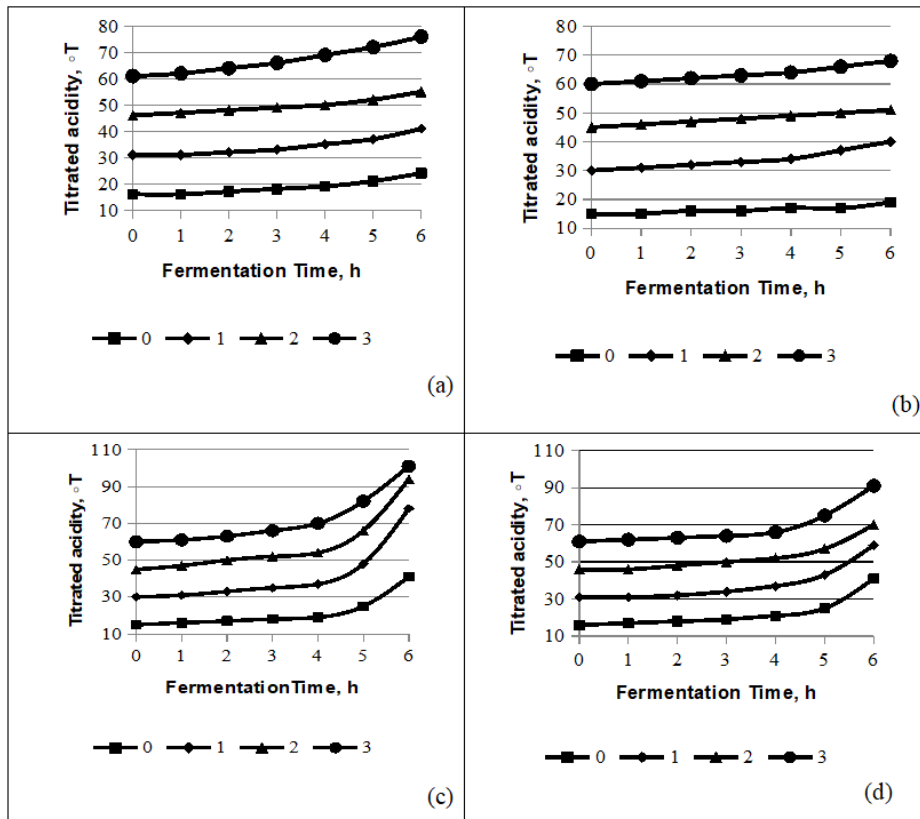 80
70
60
50
40
30
20
10
Titrated acidity, ◦T
0 1 2 3 4 5 6
Fermentation Time, h
0 1 2 3
(a)
80
70
60
50
40
30
20
10
Titrated acidity, ◦T
0 1 2 3 4 5 6
Fermentation Time, h
0 1 2 3
(b)
110
90
70
50
30
10
Titrated acidity, ◦T
0 1 2 3 4 5 6
FermentationTime, h
0 1 2 3
(c)
110
90
70
50
30
10
Titrated acidity, ◦T
0 1 2 3 4 5 6
Fermentation Time, h
0 1 2 3
(d)